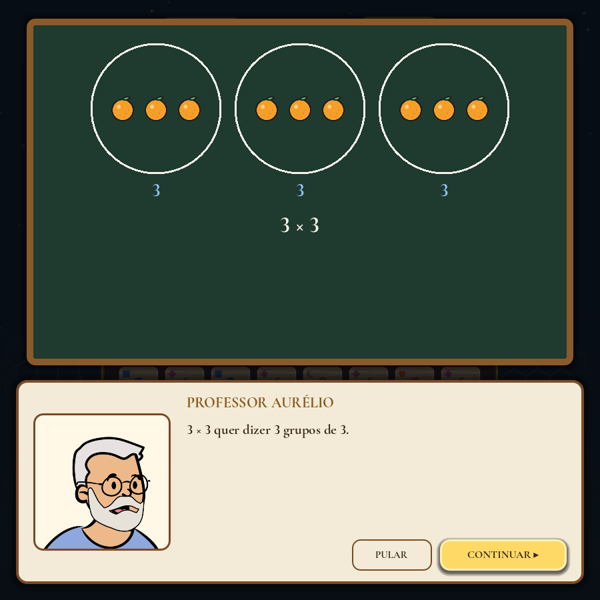 3 3 3
3 × 3
PROFESSOR AURÉLIO
3 × 3 quer dizer 3 grupos de 3.
PULAR CONTINUAR ▸